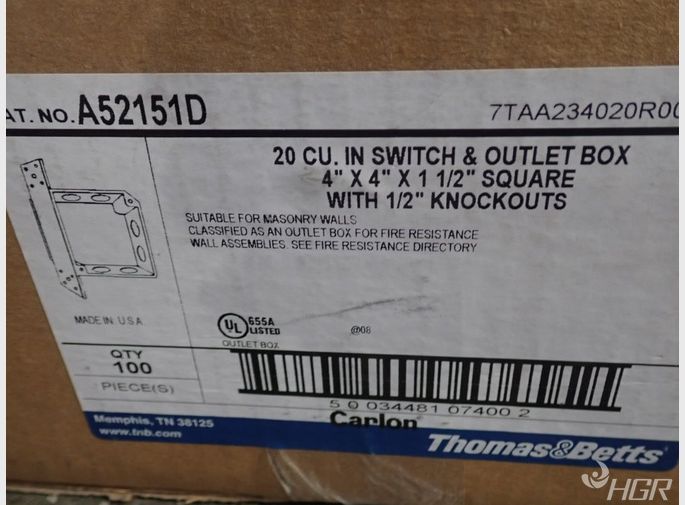 AT. NO. A52151D
7TAA234020R00
20 CU. IN SWITCH & OUTLET BOX
4" X 4" X 1 1/2" SQUARE
WITH 1/2" KNOCKOUTS
SUITABLE FOR MASONRY WALLS
CLASSIFIED AS AN OUTLET BOX FOR FIRE RESISTANCE
WALL ASSEMBLIES. SEE FIRE RESISTANCE DIRECTORY
MADE IN U.S.A.
UL 655A
LISTED
OUTLET BOX
@08
QTY
100
PIECE(S)
5 0 034481 07400 2
Memphis, TN 38125
www.tnb.com
Carlon
Thomas&Betts
HGR